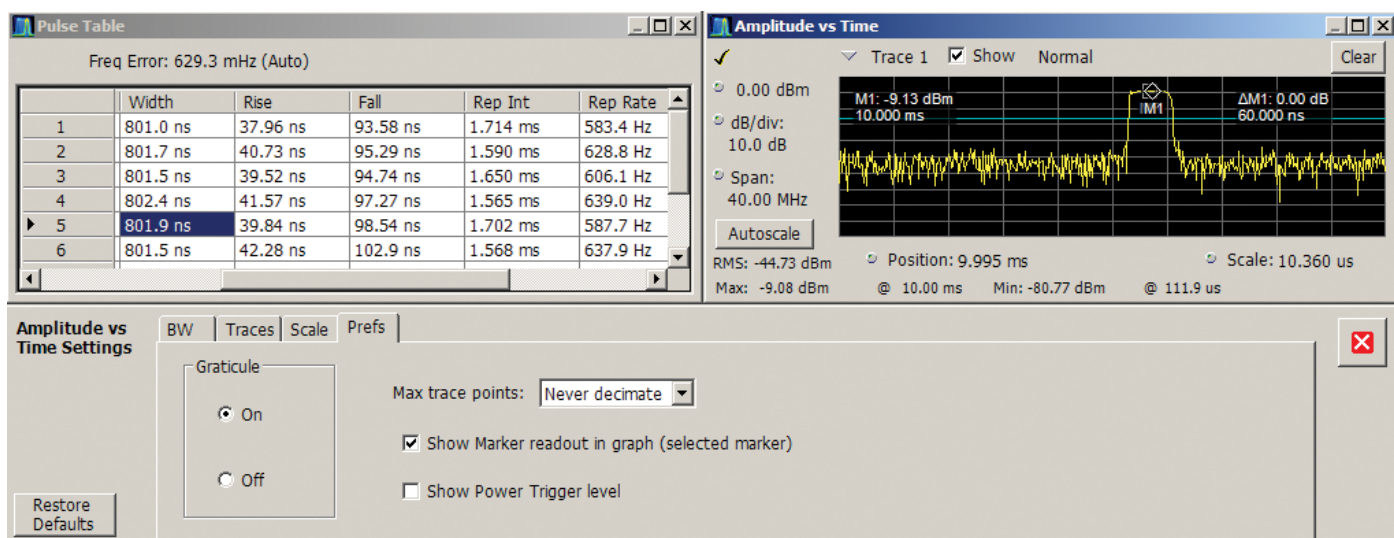 Pulse Table
Freq Error: 629.3 mHz (Auto)
Width Rise Fall Rep Int Rep Rate
1 801.0 ns 37.96 ns 93.58 ns 1.714 ms 583.4 Hz
2 801.7 ns 40.73 ns 95.29 ns 1.590 ms 628.8 Hz
3 801.5 ns 39.52 ns 94.74 ns 1.650 ms 606.1 Hz
4 802.4 ns 41.57 ns 97.27 ns 1.565 ms 639.0 Hz
5 801.9 ns 39.84 ns 98.54 ns 1.702 ms 587.7 Hz
6 801.5 ns 42.28 ns 102.9 ns 1.568 ms 637.9 Hz
Amplitude vs Time
Trace 1 Show Normal Clear
0.00 dBm
dB/div:
10.0 dB
Span:
40.00 MHz
Autoscale
M1: -9.13 dBm
10.000 ms
M1
ΔM1: 0.00 dB
60.000 ns
RMS: -44.73 dBm Position: 9.995 ms Scale: 10.360 us
Max: -9.08 dBm @ 10.00 ms Min: -80.77 dBm @ 111.9 us
Amplitude vs
Time Settings
BW Traces Scale Prefs
Graticule
On
Off
Max trace points: Never decimate
Show Marker readout in graph (selected marker)
Show Power Trigger level
Restore
Defaults